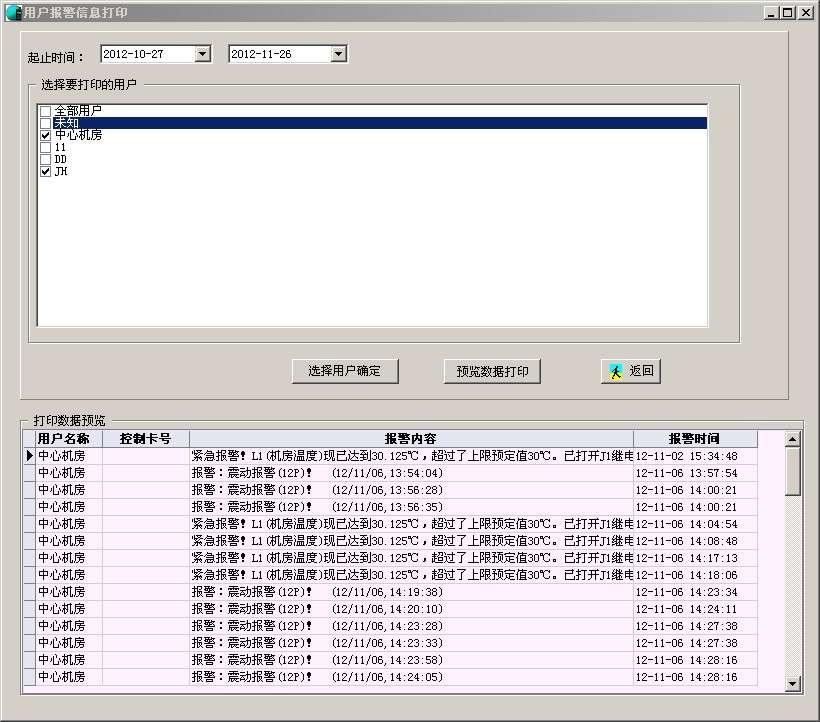 用户报警信息打印
起止时间： 2012-10-27 2012-11-26
选择要打印的用户
全部用户
未知
中心机房
11
DD
JH
选择用户确定 预览数据打印 返回
打印数据预览
用户名称 控制卡号 报警内容 报警时间
中心机房 紧急报警! L1(机房温度)现已达到30.125℃，超过了上限预定值30℃。已打开J1继电 12-11-02 15:34:48
中心机房 报警：震动报警(12P)! (12/11/06,13:54:04) 12-11-06 13:57:54
中心机房 报警：震动报警(12P)! (12/11/06,13:56:28) 12-11-06 14:00:21
中心机房 报警：震动报警(12P)! (12/11/06,13:56:35) 12-11-06 14:00:21
中心机房 紧急报警! L1(机房温度)现已达到30.125℃，超过了上限预定值30℃。已打开J1继电 12-11-06 14:04:54
中心机房 紧急报警! L1(机房温度)现已达到30.125℃，超过了上限预定值30℃。已打开J1继电 12-11-06 14:08:48
中心机房 紧急报警! L1(机房温度)现已达到30.125℃，超过了上限预定值30℃。已打开J1继电 12-11-06 14:17:13
中心机房 紧急报警! L1(机房温度)现已达到30.125℃，超过了上限预定值30℃。已打开J1继电 12-11-06 14:18:06
中心机房 报警：震动报警(12P)! (12/11/06,14:19:38) 12-11-06 14:23:34
中心机房 报警：震动报警(12P)! (12/11/06,14:20:10) 12-11-06 14:24:11
中心机房 报警：震动报警(12P)! (12/11/06,14:23:28) 12-11-06 14:27:38
中心机房 报警：震动报警(12P)! (12/11/06,14:23:33) 12-11-06 14:27:38
中心机房 报警：震动报警(12P)! (12/11/06,14:23:58) 12-11-06 14:28:16
中心机房 报警：震动报警(12P)! (12/11/06,14:24:05) 12-11-06 14:28:16